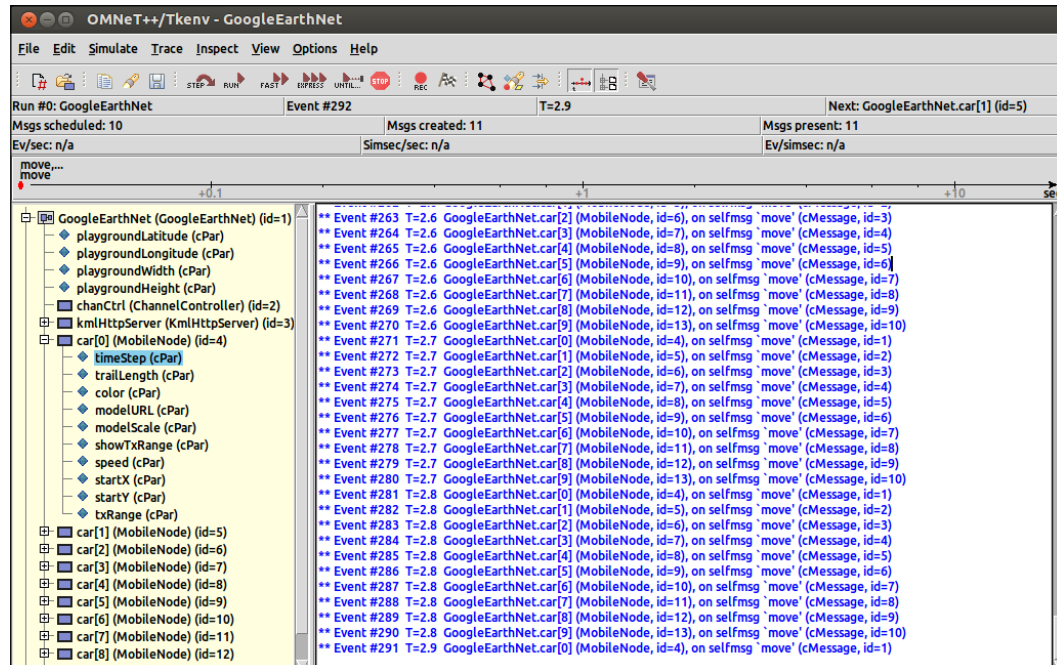 OMNeT++/Tkenv - GoogleEarthNet
File Edit Simulate Trace Inspect View Options Help
STEP RUN FAST EXPRESS UNTIL... STOP REC
Run #0: GoogleEarthNet Event #292 T=2.9 Next: GoogleEarthNet.car[1] (id=5)
Msgs scheduled: 10 Msgs created: 11 Msgs present: 11
Ev/sec: n/a Simsec/sec: n/a Ev/simsec: n/a
move,...
move
+0.1 +1 +10 se
GoogleEarthNet (GoogleEarthNet) (id=1)
playgroundLatitude (cPar)
playgroundLongitude (cPar)
playgroundWidth (cPar)
playgroundHeight (cPar)
chanCtrl (ChannelController) (id=2)
kmlHttpServer (KmlHttpServer) (id=3)
car[0] (MobileNode) (id=4)
timeStep (cPar)
trailLength (cPar)
color (cPar)
modelURL (cPar)
modelScale (cPar)
showTxRange (cPar)
speed (cPar)
startX (cPar)
startY (cPar)
txRange (cPar)
car[1] (MobileNode) (id=5)
car[2] (MobileNode) (id=6)
car[3] (MobileNode) (id=7)
car[4] (MobileNode) (id=8)
car[5] (MobileNode) (id=9)
car[6] (MobileNode) (id=10)
car[7] (MobileNode) (id=11)
car[8] (MobileNode) (id=12)
** Event #263 T=2.6 GoogleEarthNet.car[2] (MobileNode, id=6), on selfmsg `move' (cMessage, id=3)
** Event #264 T=2.6 GoogleEarthNet.car[3] (MobileNode, id=7), on selfmsg `move' (cMessage, id=4)
** Event #265 T=2.6 GoogleEarthNet.car[4] (MobileNode, id=8), on selfmsg `move' (cMessage, id=5)
** Event #266 T=2.6 GoogleEarthNet.car[5] (MobileNode, id=9), on selfmsg `move' (cMessage, id=6)
** Event #267 T=2.6 GoogleEarthNet.car[6] (MobileNode, id=10), on selfmsg `move' (cMessage, id=7)
** Event #268 T=2.6 GoogleEarthNet.car[7] (MobileNode, id=11), on selfmsg `move' (cMessage, id=8)
** Event #269 T=2.6 GoogleEarthNet.car[8] (MobileNode, id=12), on selfmsg `move' (cMessage, id=9)
** Event #270 T=2.6 GoogleEarthNet.car[9] (MobileNode, id=13), on selfmsg `move' (cMessage, id=10)
** Event #271 T=2.7 GoogleEarthNet.car[0] (MobileNode, id=4), on selfmsg `move' (cMessage, id=1)
** Event #272 T=2.7 GoogleEarthNet.car[1] (MobileNode, id=5), on selfmsg `move' (cMessage, id=2)
** Event #273 T=2.7 GoogleEarthNet.car[2] (MobileNode, id=6), on selfmsg `move' (cMessage, id=3)
** Event #274 T=2.7 GoogleEarthNet.car[3] (MobileNode, id=7), on selfmsg `move' (cMessage, id=4)
** Event #275 T=2.7 GoogleEarthNet.car[4] (MobileNode, id=8), on selfmsg `move' (cMessage, id=5)
** Event #276 T=2.7 GoogleEarthNet.car[5] (MobileNode, id=9), on selfmsg `move' (cMessage, id=6)
** Event #277 T=2.7 GoogleEarthNet.car[6] (MobileNode, id=10), on selfmsg `move' (cMessage, id=7)
** Event #278 T=2.7 GoogleEarthNet.car[7] (MobileNode, id=11), on selfmsg `move' (cMessage, id=8)
** Event #279 T=2.7 GoogleEarthNet.car[8] (MobileNode, id=12), on selfmsg `move' (cMessage, id=9)
** Event #280 T=2.7 GoogleEarthNet.car[9] (MobileNode, id=13), on selfmsg `move' (cMessage, id=10)
** Event #281 T=2.8 GoogleEarthNet.car[0] (MobileNode, id=4), on selfmsg `move' (cMessage, id=1)
** Event #282 T=2.8 GoogleEarthNet.car[1] (MobileNode, id=5), on selfmsg `move' (cMessage, id=2)
** Event #283 T=2.8 GoogleEarthNet.car[2] (MobileNode, id=6), on selfmsg `move' (cMessage, id=3)
** Event #284 T=2.8 GoogleEarthNet.car[3] (MobileNode, id=7), on selfmsg `move' (cMessage, id=4)
** Event #285 T=2.8 GoogleEarthNet.car[4] (MobileNode, id=8), on selfmsg `move' (cMessage, id=5)
** Event #286 T=2.8 GoogleEarthNet.car[5] (MobileNode, id=9), on selfmsg `move' (cMessage, id=6)
** Event #287 T=2.8 GoogleEarthNet.car[6] (MobileNode, id=10), on selfmsg `move' (cMessage, id=7)
** Event #288 T=2.8 GoogleEarthNet.car[7] (MobileNode, id=11), on selfmsg `move' (cMessage, id=8)
** Event #289 T=2.8 GoogleEarthNet.car[8] (MobileNode, id=12), on selfmsg `move' (cMessage, id=9)
** Event #290 T=2.8 GoogleEarthNet.car[9] (MobileNode, id=13), on selfmsg `move' (cMessage, id=10)
** Event #291 T=2.9 GoogleEarthNet.car[0] (MobileNode, id=4), on selfmsg `move' (cMessage, id=1)